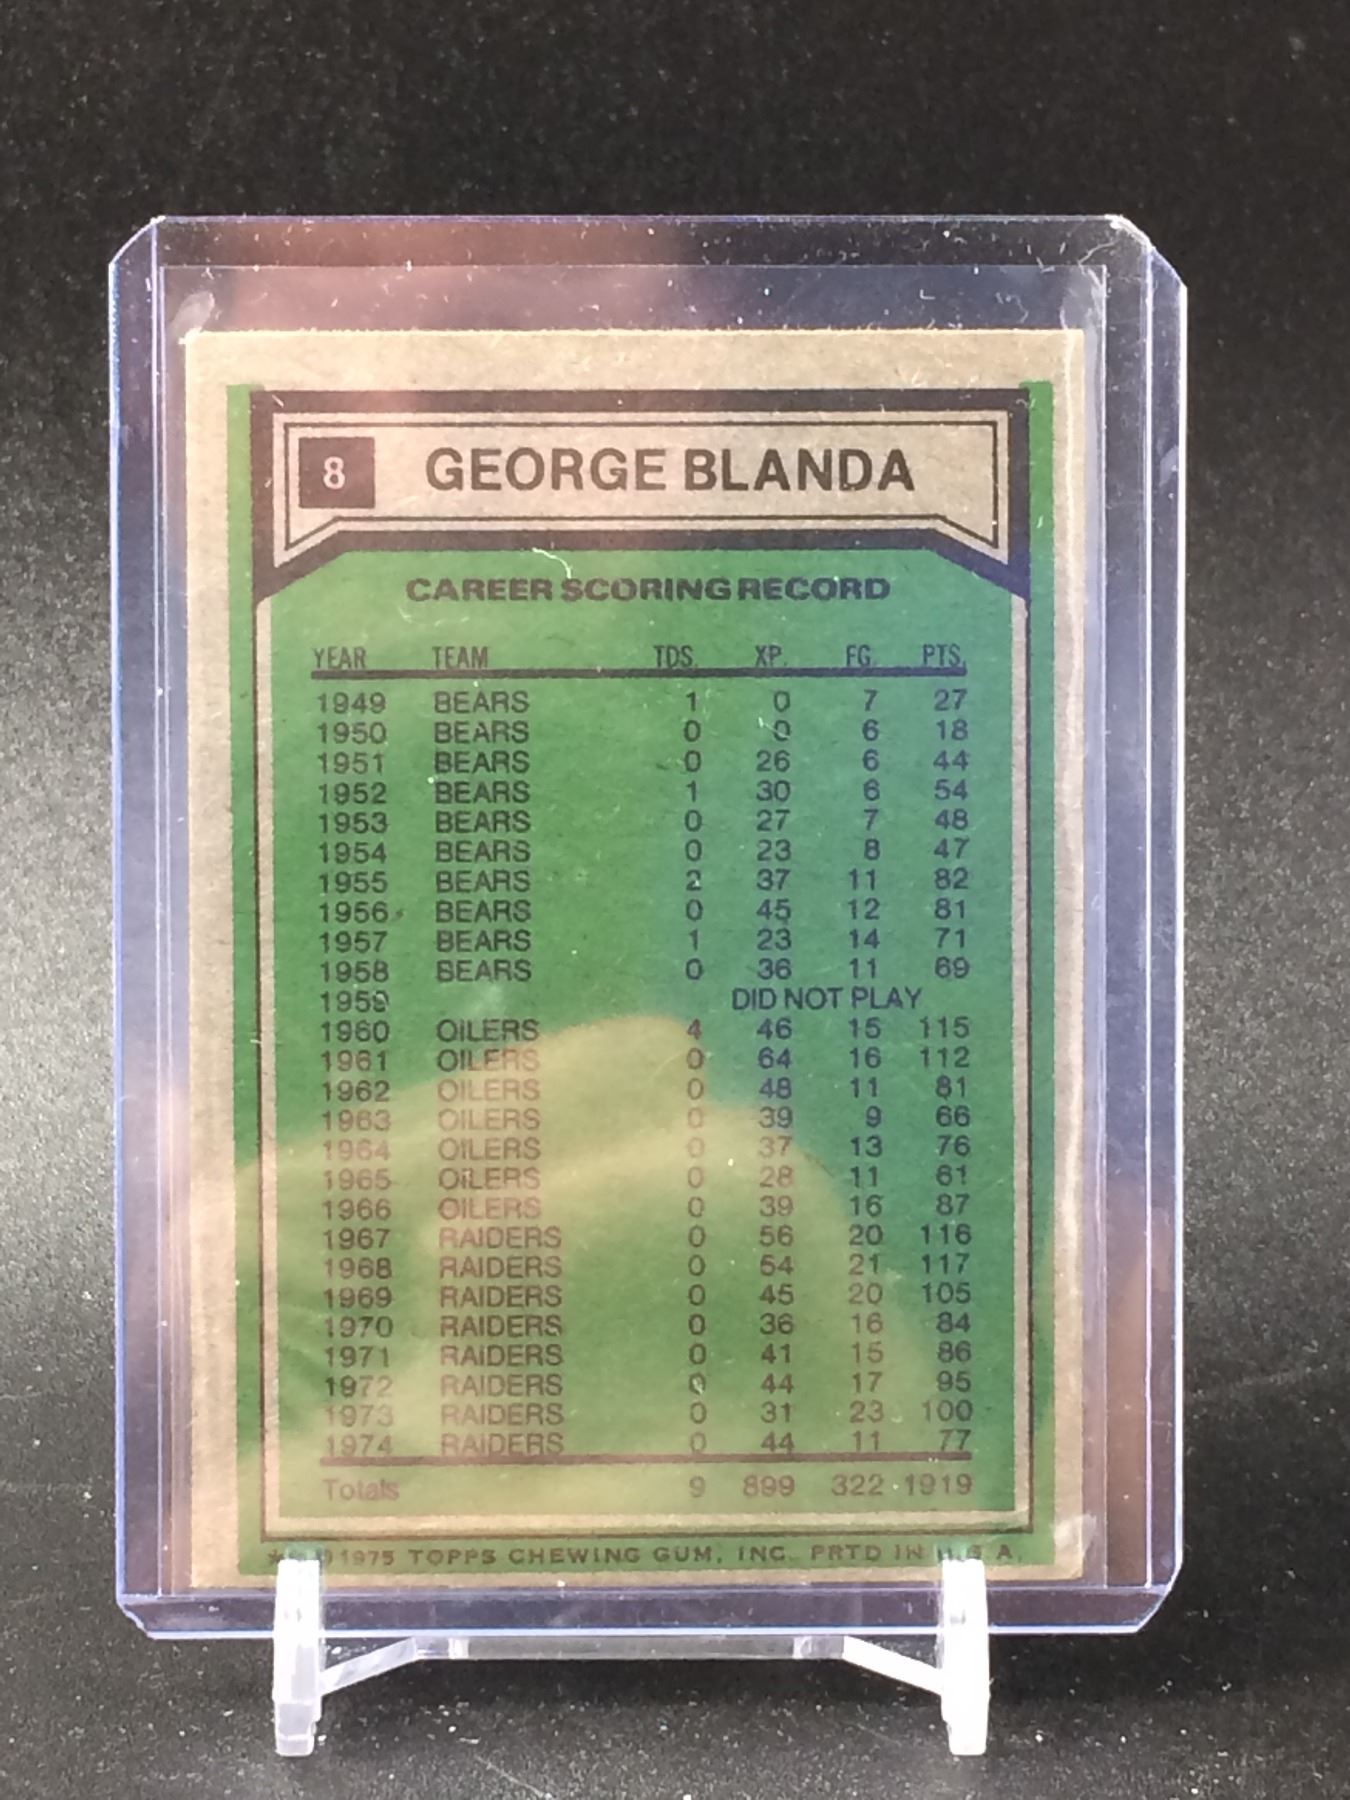 8 GEORGE BLANDA
CAREER SCORING RECORD
YEAR TEAM TDS. XP. FG. PTS.
1949 BEARS 1 0 7 27
1950 BEARS 0 0 6 18
1951 BEARS 0 26 6 44
1952 BEARS 1 30 6 54
1953 BEARS 0 27 7 48
1954 BEARS 0 23 8 47
1955 BEARS 2 37 11 82
1956 BEARS 0 45 12 81
1957 BEARS 1 23 14 71
1958 BEARS 0 36 11 69
1959 DID NOT PLAY
1960 OILERS 4 46 15 115
1961 OILERS 0 64 16 112
1962 OILERS 0 48 11 81
1963 OILERS 0 39 9 66
1964 OILERS 0 37 13 76
1965 OILERS 0 28 11 61
1966 OILERS 0 39 16 87
1967 RAIDERS 0 56 20 116
1968 RAIDERS 0 54 21 117
1969 RAIDERS 0 45 20 105
1970 RAIDERS 0 36 16 84
1971 RAIDERS 0 41 15 86
1972 RAIDERS 0 44 17 95
1973 RAIDERS 0 31 23 100
1974 RAIDERS 0 44 11 77
Totals 9 899 322 1919
1975 TOPPS CHEWING GUM, INC. PRTD IN U.S.A.